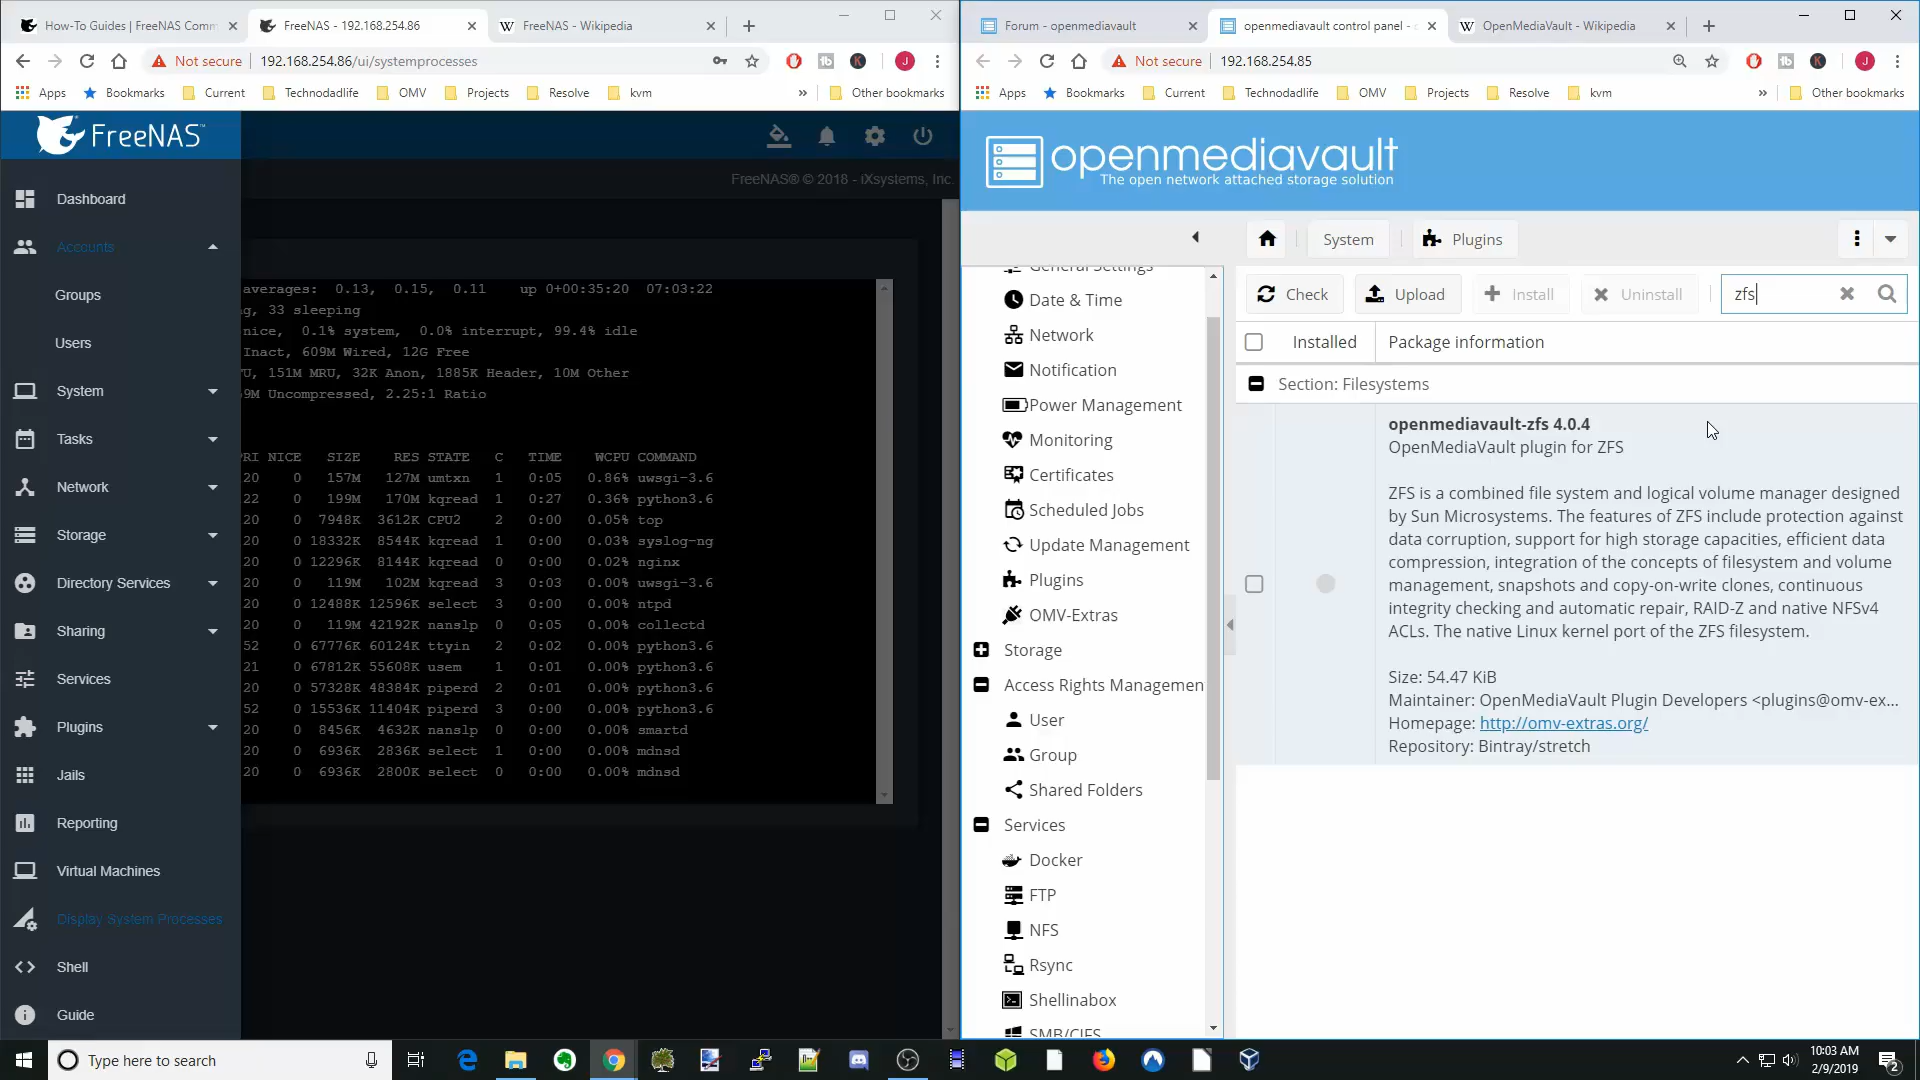 How-To Guides | FreeNAS Comm
FreeNAS - 192.168.254.86
FreeNAS - Wikipedia
Not secure
192.168.254.86/ui/systemprocesses
Apps
Bookmarks
Current
Technodadlife
OMV
Projects
Resolve
kvm
»
Other bookmarks
FreeNAS
FreeNAS® © 2018 - iXsystems, Inc.
Dashboard
Accounts
Groups
Users
System
Tasks
Network
Storage
Directory Services
Sharing
Services
Plugins
Jails
Reporting
Virtual Machines
Display System Processes
Shell
Guide
averages: 0.13, 0.15, 0.11 up 0+00:35:20 07:03:22
g, 33 sleeping
nice, 0.1% system, 0.0% interrupt, 99.4% idle
Inact, 609M Wired, 12G Free
U, 151M MRU, 32K Anon, 1885K Header, 10M Other
9M Uncompressed, 2.25:1 Ratio
RI NICE SIZE RES STATE C TIME WCPU COMMAND
20 0 157M 127M umtxn 1 0:05 0.86% uwsgi-3.6
22 0 199M 170M kqread 1 0:27 0.36% python3.6
20 0 7948K 3612K CPU2 2 0:00 0.05% top
20 0 18332K 8544K kqread 1 0:00 0.03% syslog-ng
20 0 12296K 8144K kqread 0 0:00 0.02% nginx
20 0 119M 102M kqread 3 0:03 0.00% uwsgi-3.6
20 0 12488K 12596K select 3 0:00 0.00% ntpd
20 0 119M 42192K nanslp 0 0:05 0.00% collectd
52 0 67776K 60124K ttyin 2 0:02 0.00% python3.6
21 0 67812K 55608K usem 1 0:01 0.00% python3.6
20 0 57328K 48384K piperd 2 0:01 0.00% python3.6
52 0 15536K 11404K piperd 3 0:00 0.00% python3.6
20 0 8456K 4632K nanslp 0 0:00 0.00% smartd
20 0 6936K 2836K select 1 0:00 0.00% mdnsd
20 0 6936K 2800K select 0 0:00 0.00% mdnsd
Forum - openmediavault
openmediavault control panel -
OpenMediaVault - Wikipedia
Not secure
192.168.254.85
Apps
Bookmarks
Current
Technodadlife
OMV
Projects
Resolve
kvm
»
Other bookmarks
openmediavault
The open network attached storage solution
System
Plugins
General Settings
Date & Time
Network
Notification
Power Management
Monitoring
Certificates
Scheduled Jobs
Update Management
Plugins
OMV-Extras
Storage
Access Rights Managemen
User
Group
Shared Folders
Services
Docker
FTP
NFS
Rsync
Shellinabox
SMB/CIFS
Check
Upload
Install
Uninstall
zfs
Installed
Package information
Section: Filesystems
openmediavault-zfs 4.0.4
OpenMediaVault plugin for ZFS
ZFS is a combined file system and logical volume manager designed
by Sun Microsystems. The features of ZFS include protection against
data corruption, support for high storage capacities, efficient data
compression, integration of the concepts of filesystem and volume
management, snapshots and copy-on-write clones, continuous
integrity checking and automatic repair, RAID-Z and native NFSv4
ACLs. The native Linux kernel port of the ZFS filesystem.
Size: 54.47 KiB
Maintainer: OpenMediaVault Plugin Developers <plugins@omv-ex...
Homepage: http://omv-extras.org/
Repository: Bintray/stretch
Type here to search
10:03 AM
2/9/2019
2